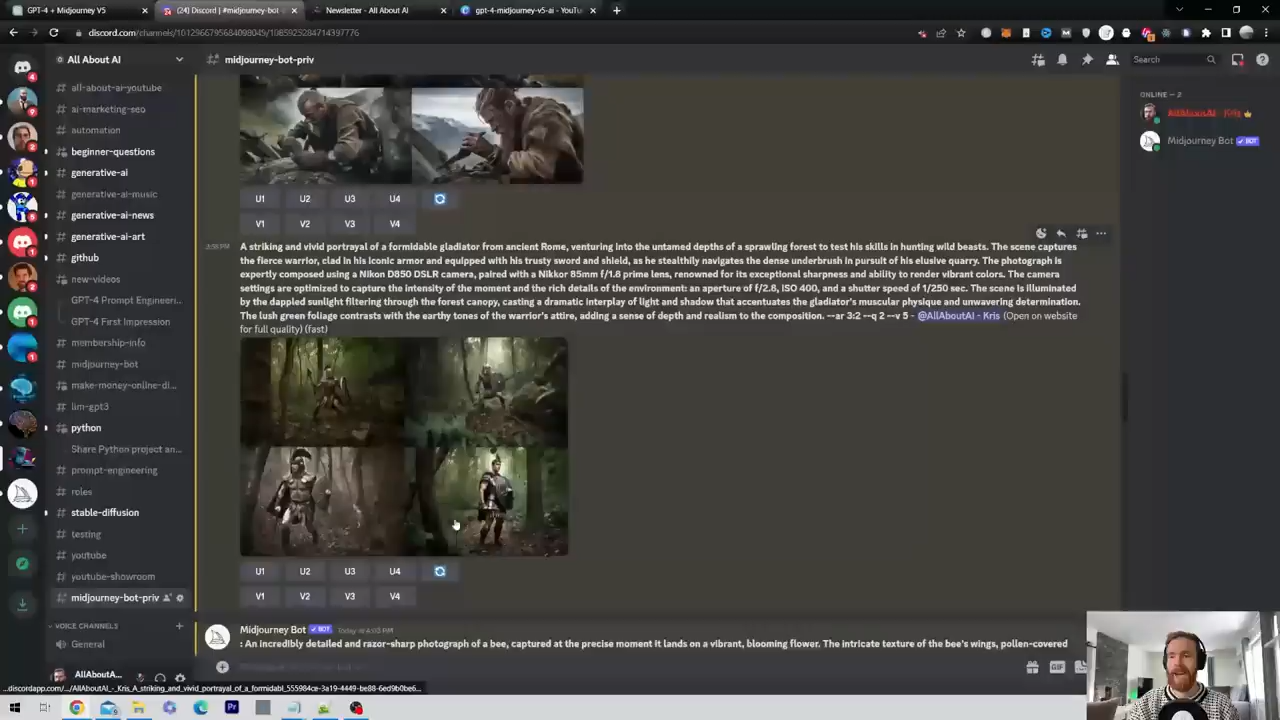 GPT-4 + Midjourney V5
(24) Discord | #midjourney-bot
Newsletter - All About AI
gpt-4-midjourney-v5-ai - YouTu
All About AI
# all-about-ai-youtube
# ai-marketing-seo
# automation
beginner-questions
# generative-ai
# generative-ai-music
# generative-ai-news
# generative-ai-art
# github
# new-videos
GPT-4 Prompt Engineeri...
GPT-4 First Impression
membership-info
# midjourney-bot
make-money-online-di...
# llm-gpt3
# python
Share Python project an...
# prompt-engineering
# roles
# stable-diffusion
# testing
# youtube
# youtube-showroom
# midjourney-bot-priv
VOICE CHANNELS
General
AllAboutA...
# midjourney-bot-priv
Search
U1 U2 U3 U4
V1 V2 V3 V4
A striking and vivid portrayal of a formidable gladiator from ancient Rome, venturing into the untamed depths of a sprawling forest to test his skills in hunting wild beasts. The scene captures
the fierce warrior, clad in his iconic armor and equipped with his trusty sword and shield, as he stealthily navigates the dense underbrush in pursuit of his elusive quarry. The photograph is
expertly composed using a Nikon D850 DSLR camera, paired with a Nikkor 85mm f/1.8 prime lens, renowned for its exceptional sharpness and ability to render vibrant colors. The camera
settings are optimized to capture the intensity of the moment and the rich details of the environment: an aperture of f/2.8, ISO 400, and a shutter speed of 1/250 sec. The scene is illuminated
by the dappled sunlight filtering through the forest canopy, casting a dramatic interplay of light and shadow that accentuates the gladiator's muscular physique and unwavering determination.
The lush green foliage contrasts with the earthy tones of the warrior's attire, adding a sense of depth and realism to the composition. --ar 3:2 --q 2 --v 5 - @AllAboutAI - Kris (Open on website
for full quality) (fast)
U1 U2 U3 U4
V1 V2 V3 V4
Midjourney Bot BOT Today at 4:03 PM
: An incredibly detailed and razor-sharp photograph of a bee, captured at the precise moment it lands on a vibrant, blooming flower. The intricate texture of the bee's wings, pollen-covered
ONLINE — 2
AllAboutAI - Kris
Midjourney Bot BOT